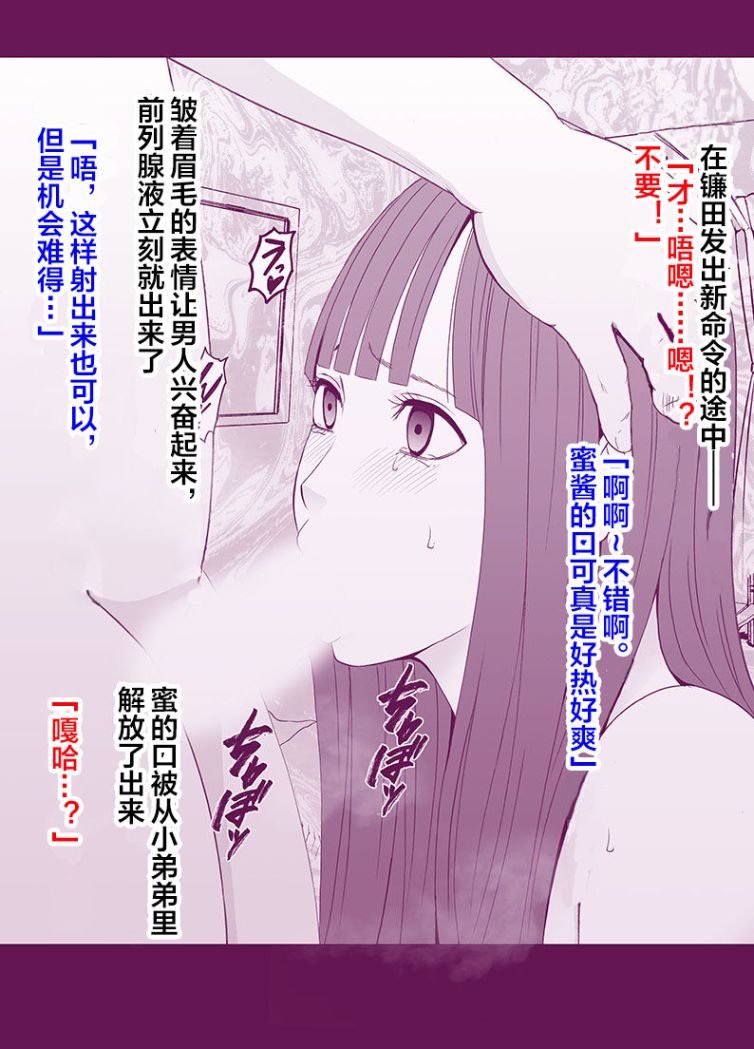 在镰田发出新命令的途中——
「才…唔嗯……嗯!?
不要！」
「啊啊~不错啊。
蜜酱的口可真是好热好爽」
皱着眉毛的表情让男人兴奋起来，
前列腺液立刻就出来了
「唔，这样射出来也可以，
但是机会难得…」
蜜的口被从小弟弟里
解放了出来
「嘎哈…？」
ちゅぽッ
ちゅぽッ